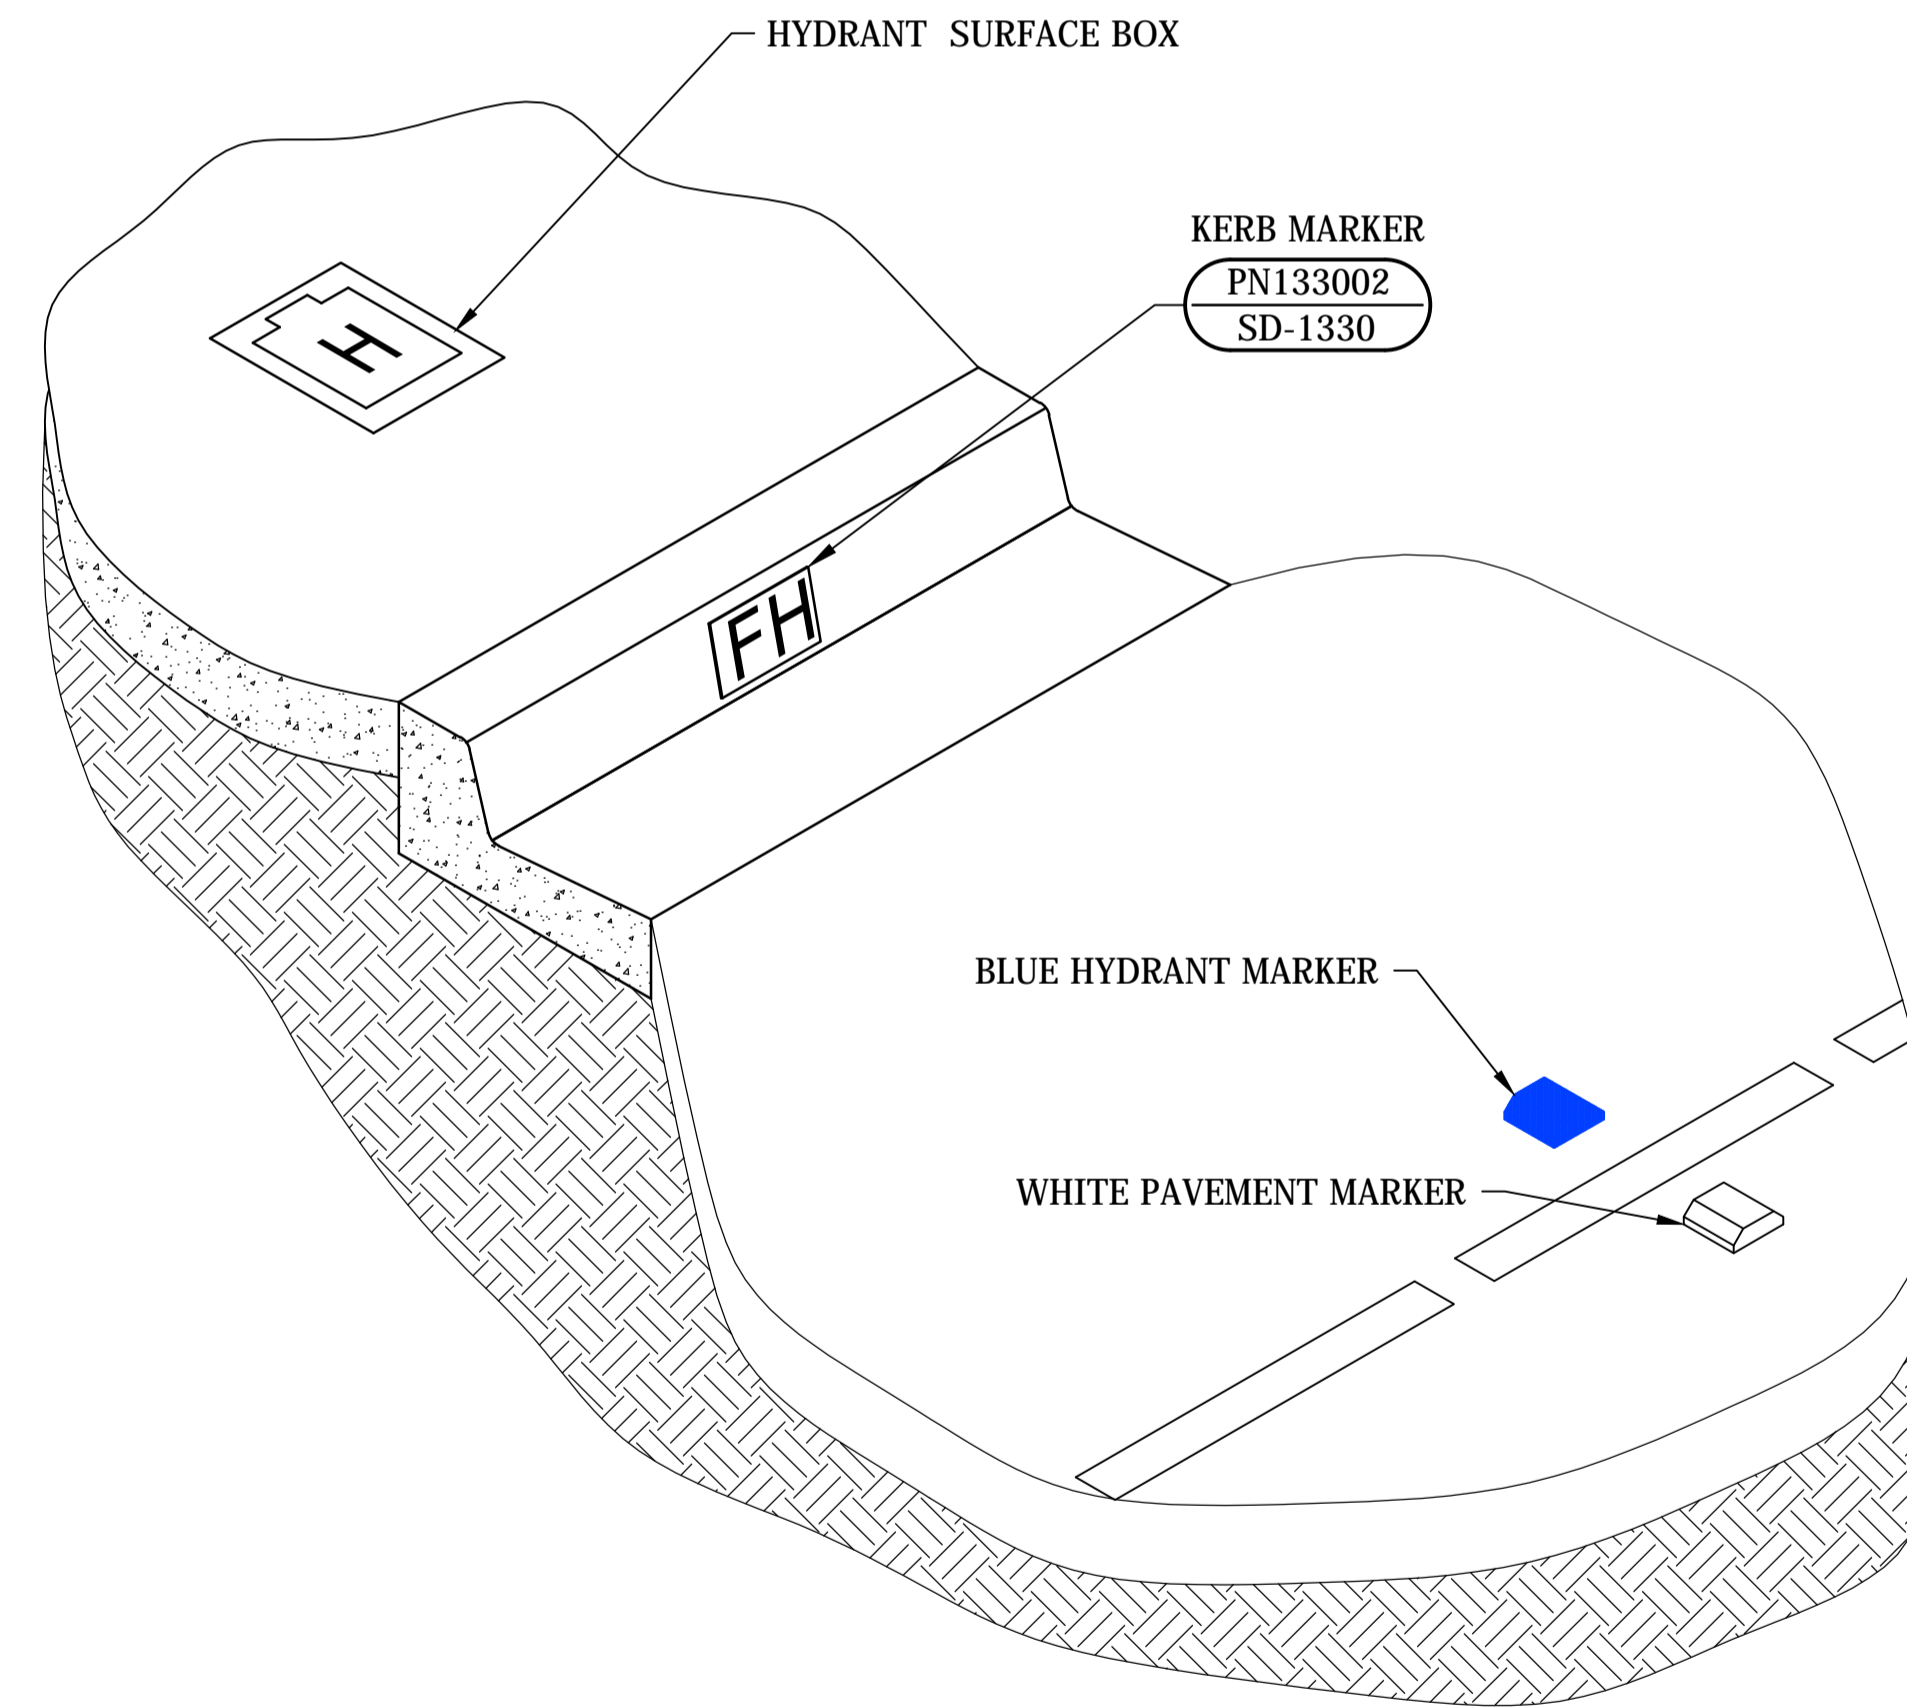 HYDRANT SURFACE BOX
KERB MARKER
PN133002
SD-1330
H
FH
BLUE HYDRANT MARKER
WHITE PAVEMENT MARKER